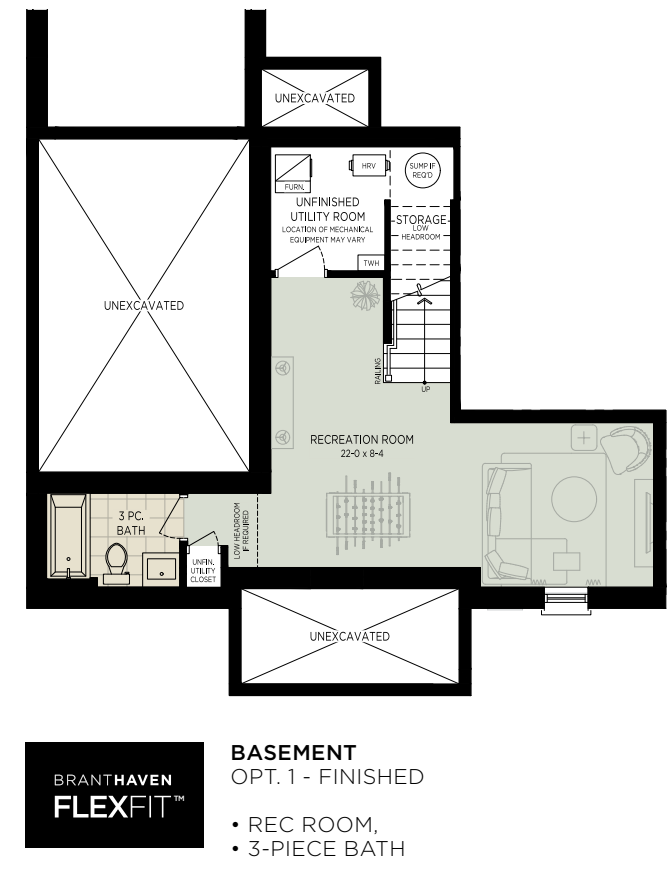 UNEXCAVATED
HRV
SUMP IF
REQ'D
FURN.
UNFINISHED
UTILITY ROOM
LOCATION OF MECHANICAL
EQUIPMENT MAY VARY
STORAGE
LOW
HEADROOM
TWH
UNEXCAVATED
RAILING
UP
RECREATION ROOM
22-0 x 8-4
3 PC.
BATH
LOW HEADROOM
IF REQUIRED
UNFIN.
UTILITY
CLOSET
UNEXCAVATED
BRANTHAVEN
FLEXFIT™
BASEMENT
OPT. 1 - FINISHED
• REC ROOM,
• 3-PIECE BATH